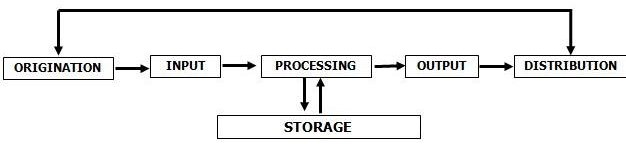 ORIGINATION
INPUT
PROCESSING
OUTPUT
DISTRIBUTION
STORAGE